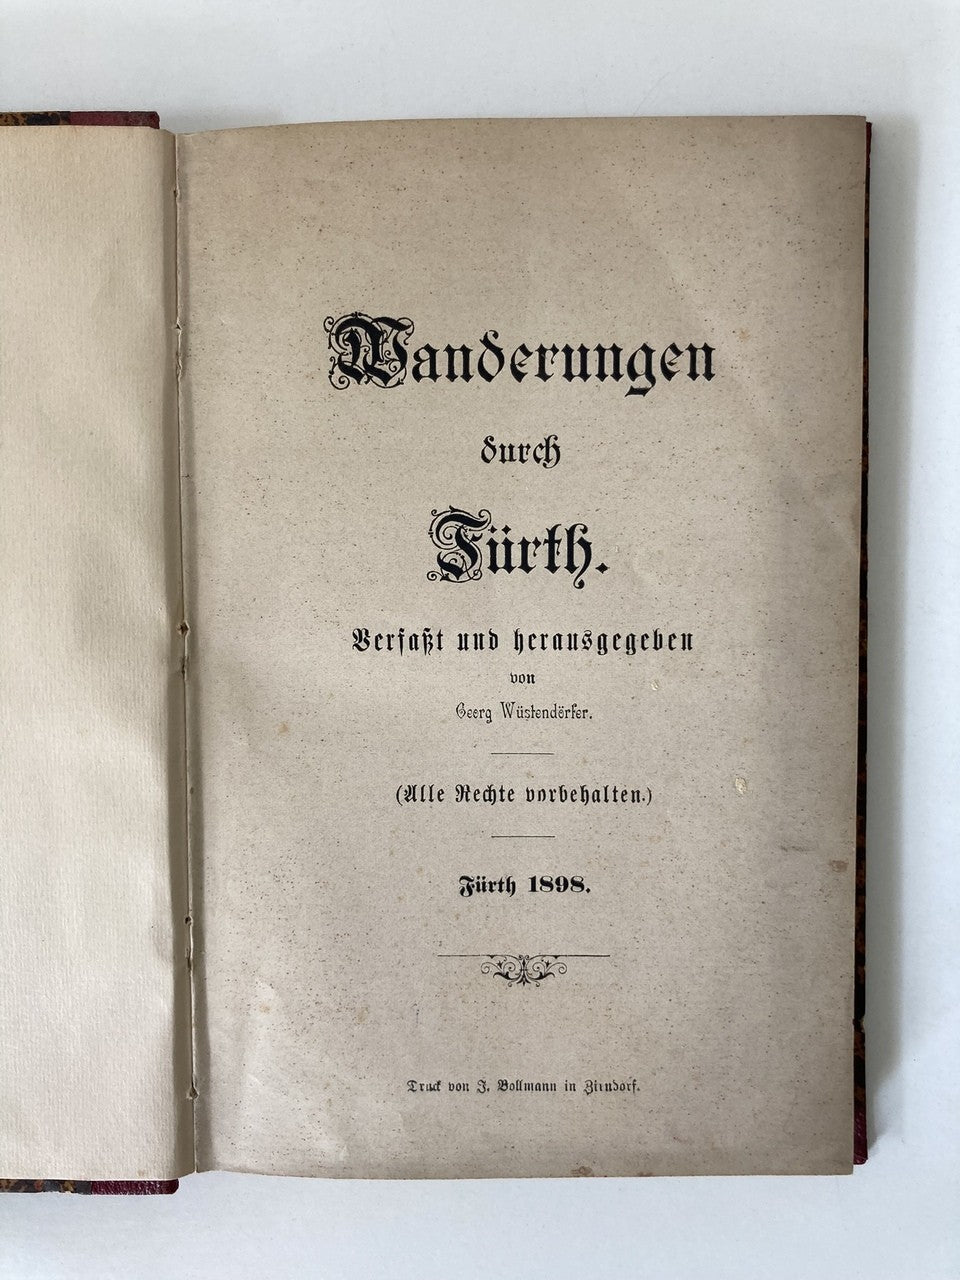 Wanderungen
durch
Fürth.
Verfaßt und herausgegeben
von
Georg Wüstendörfer.
(Alle Rechte vorbehalten.)
Fürth 1898.
Druck von J. Bollmann in Zirndorf.